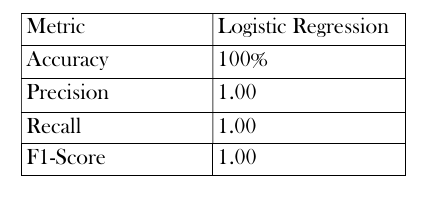 Metric Logistic Regression
Accuracy 100%
Precision 1.00
Recall 1.00
F1-Score 1.00